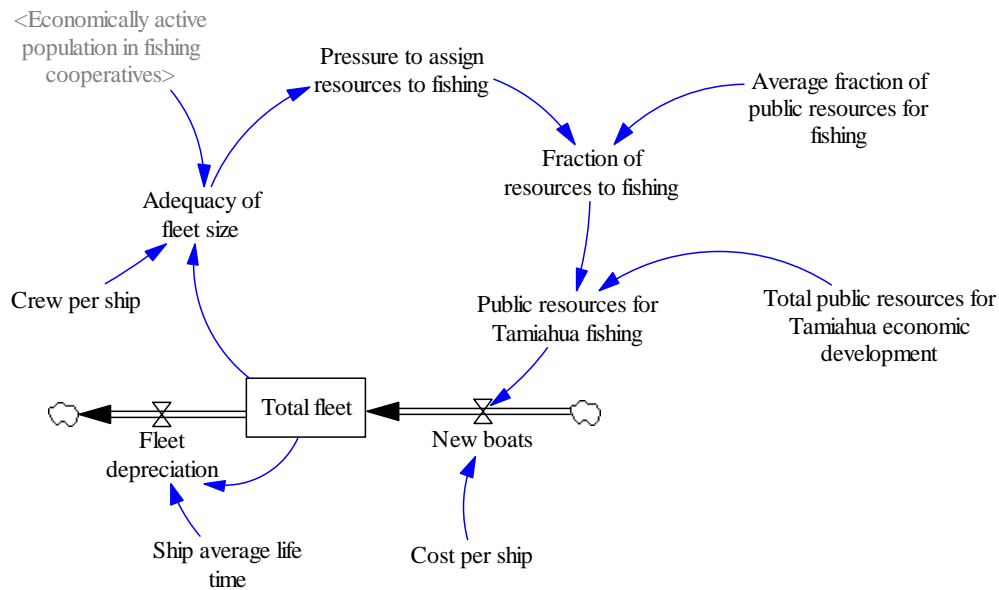 <Economically active
population in fishing
cooperatives>
Pressure to assign
resources to fishing
Average fraction of
public resources for
fishing
Fraction of
resources to fishing
Adequacy of
fleet size
Crew per ship
Public resources for
Tamiahua fishing
Total public resources for
Tamiahua economic
development
Total fleet
Fleet
depreciation
New boats
Ship average life
time
Cost per ship